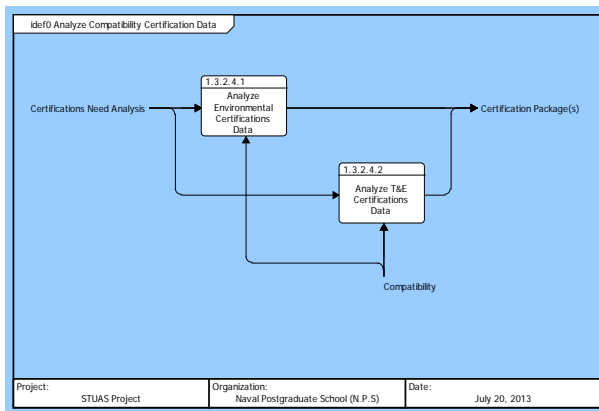 idef0 Analyze Compatibility Certification Data
1.3.2.4.1
Analyze
Environmental
Certifications
Data
Certifications Need Analysis
Certification Package(s)
1.3.2.4.2
Analyze T&E
Certifications
Data
Compatibility
Project:
STUAS Project
Organization:
Naval Postgraduate School (N.P.S)
Date:
July 20, 2013